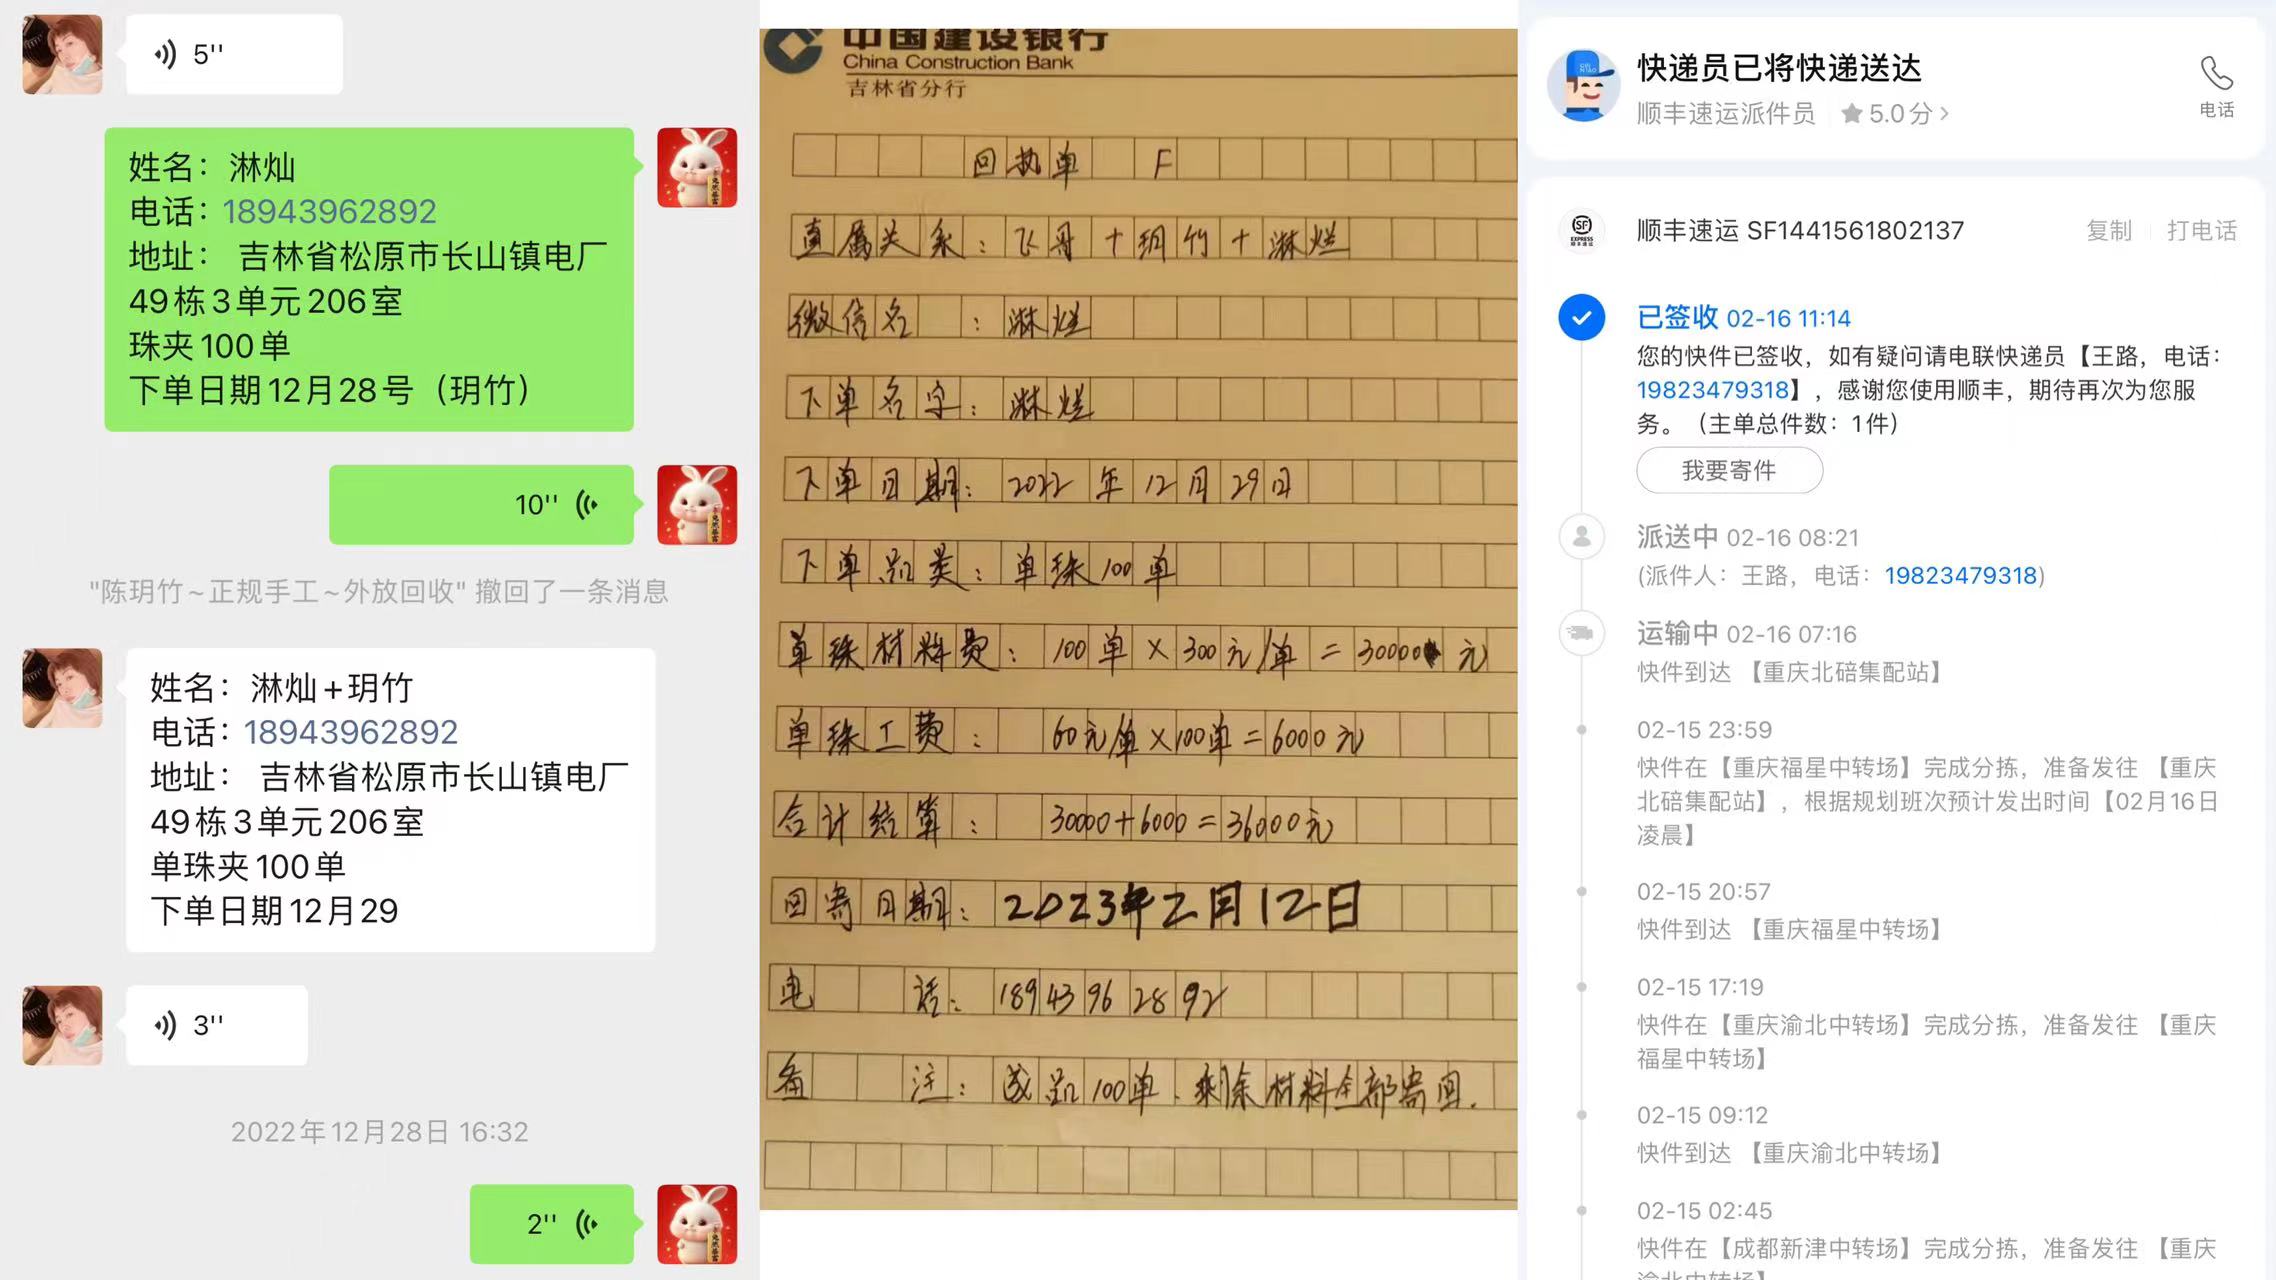 5''
姓名：淋灿
电话：18943962892
地址： 吉林省松原市长山镇电厂
49栋3单元206室
珠夹100单
下单日期12月28号（玥竹）
10''
"陈玥竹~正规手工~外放回收" 撤回了一条消息
姓名：淋灿+玥竹
电话：18943962892
地址： 吉林省松原市长山镇电厂
49栋3单元206室
单珠夹100单
下单日期12月29
3''
2022年12月28日 16:32
2''
中国建设银行
China Construction Bank
吉林省分行
回执单 F
直属关系：飞哥+玥竹+淋烂
微信名：淋烂
下单名字：淋烂
下单日期：2022年12月29日
下单品类：单珠100单
单珠材料费：100单×300元/单=30000元
单珠工费：60元/单×100单=6000元
合计结算：30000+6000=36000元
回寄日期：2023年2月12日
电话：18943962892
备注：成品100单、剩余材料全部寄回.
快递员已将快递送达
顺丰速运派件员 5.0分 >
电话
SF
EXPRESS
顺丰速运
顺丰速运 SF1441561802137 复制 打电话
已签收 02-16 11:14
您的快件已签收，如有疑问请电联快递员【王路，电话：
19823479318】，感谢您使用顺丰，期待再次为您服
务。（主单总件数：1件）
我要寄件
派送中 02-16 08:21
(派件人：王路，电话：19823479318)
运输中 02-16 07:16
快件到达 【重庆北碚集配站】
02-15 23:59
快件在【重庆福星中转场】完成分拣，准备发往 【重庆
北碚集配站】，根据规划班次预计发出时间【02月16日
凌晨】
02-15 20:57
快件到达 【重庆福星中转场】
02-15 17:19
快件在【重庆渝北中转场】完成分拣，准备发往 【重庆
福星中转场】
02-15 09:12
快件到达 【重庆渝北中转场】
02-15 02:45
快件在【成都新津中转场】完成分拣，准备发往 【重庆
渝北中转场】